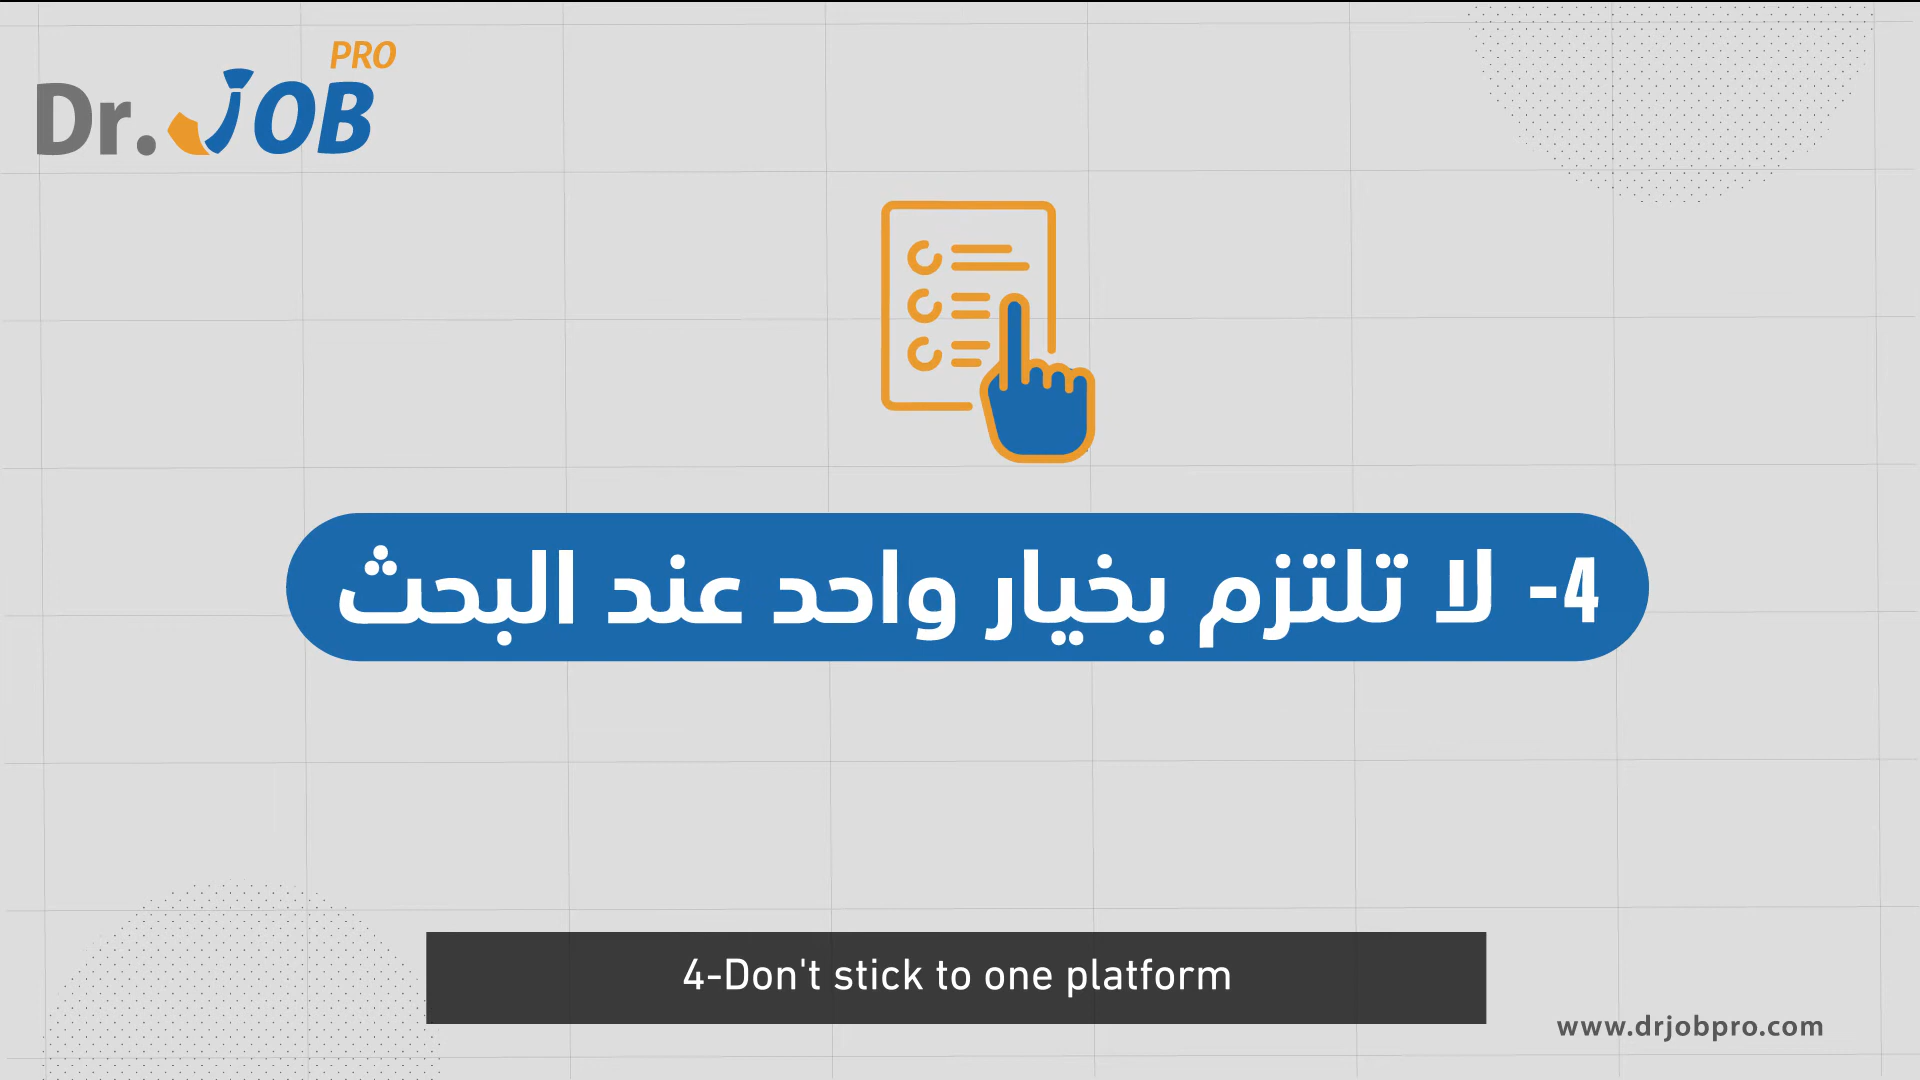 PRO
Dr. JOB
4- لا تلتزم بخيار واحد عند البحث
4-Don't stick to one platform
www.drjobpro.com